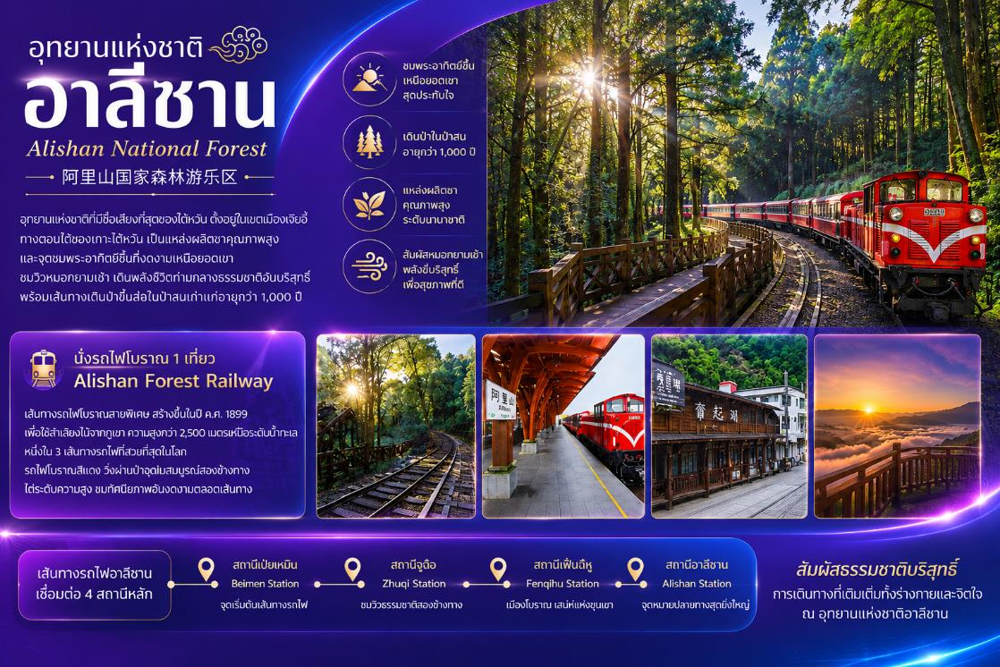 อุทยานแห่งชาติ
อาลีซาน
Alishan National Forest
阿里山国家森林游乐区
อุทยานแห่งชาติที่มีชื่อเสียงที่สุดของไต้หวัน ตั้งอยู่ในเขตเมืองเจียอี้
ทางตอนใต้ของเกาะไต้หวัน เป็นแหล่งผลิตชาคุณภาพสูง
และจุดชมพระอาทิตย์ขึ้นที่งดงามเหนือยอดเขา
ชมวิวหมอกยามเช้า เดินพลังชีวิตท่ามกลางธรรมชาติอันบริสุทธิ์
พร้อมเส้นทางเดินป่าขึ้นสื่อในป่าสนเก่าแก่อายุกว่า 1,000 ปี
ชมพระอาทิตย์ขึ้น
เหนือยอดเขา
สุดประทับใจ
เดินป่าในป่าสน
อายุกว่า 1,000 ปี
แหล่งผลิตชา
คุณภาพสูง
ระดับนานาชาติ
สัมผัสหมอกยามเช้า
พลังชี่บริสุทธิ์
เพื่อสุขภาพที่ดี
นั่งรถไฟโบราณ 1 เที่ยว
Alishan Forest Railway
เส้นทางรถไฟโบราณสายพิเศษ สร้างขึ้นในปี ค.ศ. 1899
เพื่อใช้ลำเลียงไม้จากภูเขา ความสูงกว่า 2,500 เมตรเหนือระดับน้ำทะเล
หนึ่งใน 3 เส้นทางรถไฟที่สวยที่สุดในโลก
รถไฟโบราณสีแดง วิ่งผ่านป่าอุดมสมบูรณ์สองข้างทาง
ไต่ระดับความสูง ชมทัศนียภาพอันงดงามตลอดเส้นทาง
阿里山
奮起湖
เส้นทางรถไฟอาลีซาน
เชื่อมต่อ 4 สถานีหลัก
สถานีเป่ยเหมิน
Beimen Station
จุดเริ่มต้นเส้นทางรถไฟ
สถานีจูฉือ
Zhuqi Station
ชมวิวธรรมชาติสองข้างทาง
สถานีเฟิ่นฉีหู
Fenqihu Station
เมืองโบราณ เสน่ห์แห่งขุนเขา
สถานีอาลีซาน
Alishan Station
จุดหมายปลายทางสุดยิ่งใหญ่
สัมผัสธรรมชาติบริสุทธิ์
การเดินทางที่เติมเต็มทั้งร่างกายและจิตใจ
ณ อุทยานแห่งชาติอาลีซาน